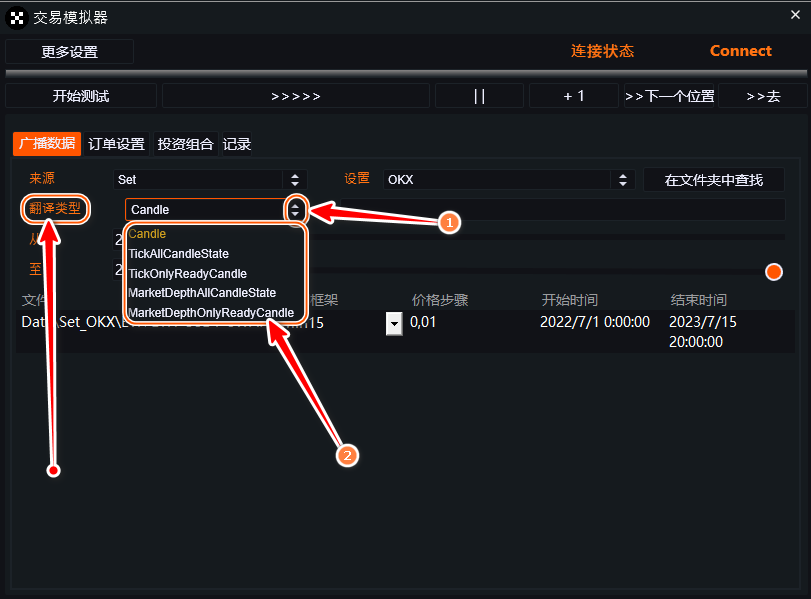 交易模拟器
更多设置 连接状态 Connect
开始测试 >>>>> || + 1 >>下一个位置 >>去
广播数据 订单设置 投资组合 记录
来源 Set 设置 OKX 在文件夹中查找
翻译类型 Candle 1
从 2 Candle
TickAllCandleState
至 2 TickOnlyReadyCandle
MarketDepthAllCandleState
文件 框架 价格步骤 开始时间 结束时间
MarketDepthOnlyReadyCandle
15 0,01 2022/7/1 0:00:00 2023/7/15
20:00:00
2